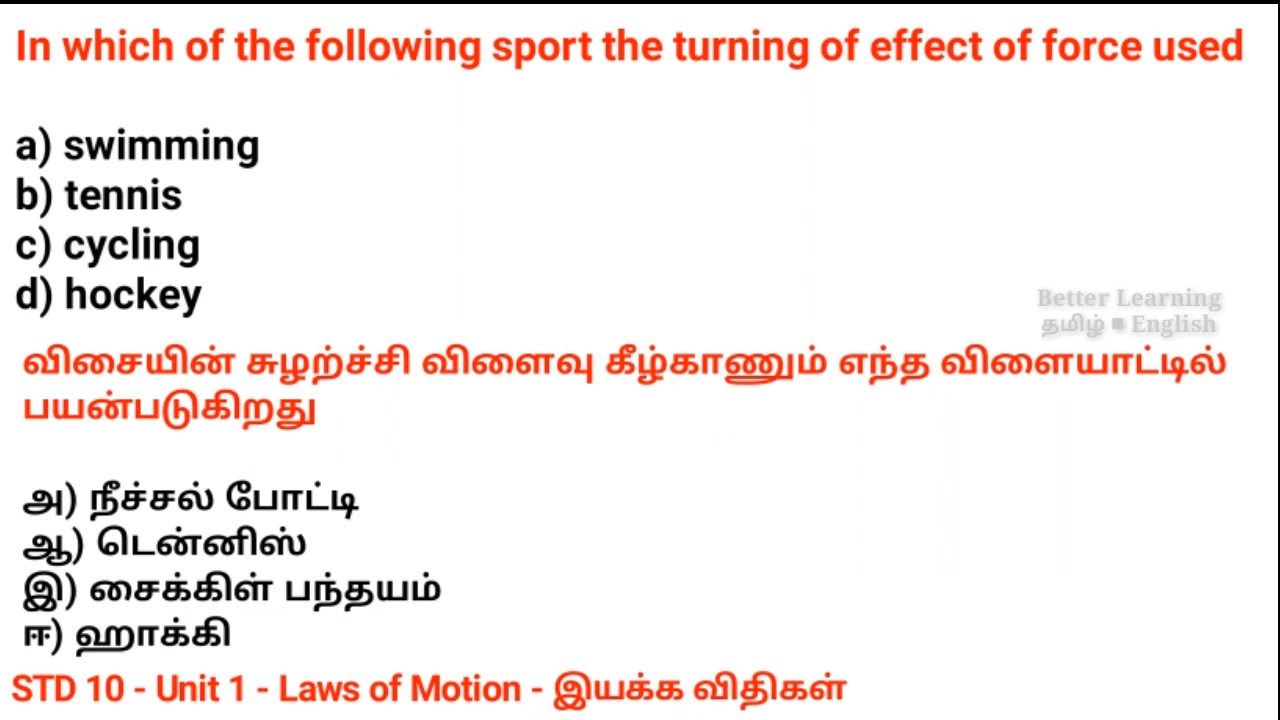 In which of the following sport the turning of effect of force used
a) swimming
b) tennis
c) cycling
d) hockey
Better Learning
தமிழ் ■ English
விசையின் சுழற்ச்சி விளைவு கீழ்காணும் எந்த விளையாட்டில்
பயன்படுகிறது
அ) நீச்சல் போட்டி
ஆ) டென்னிஸ்
இ) சைக்கிள் பந்தயம்
ஈ) ஹாக்கி
STD 10 - Unit 1 - Laws of Motion - இயக்க விதிகள்